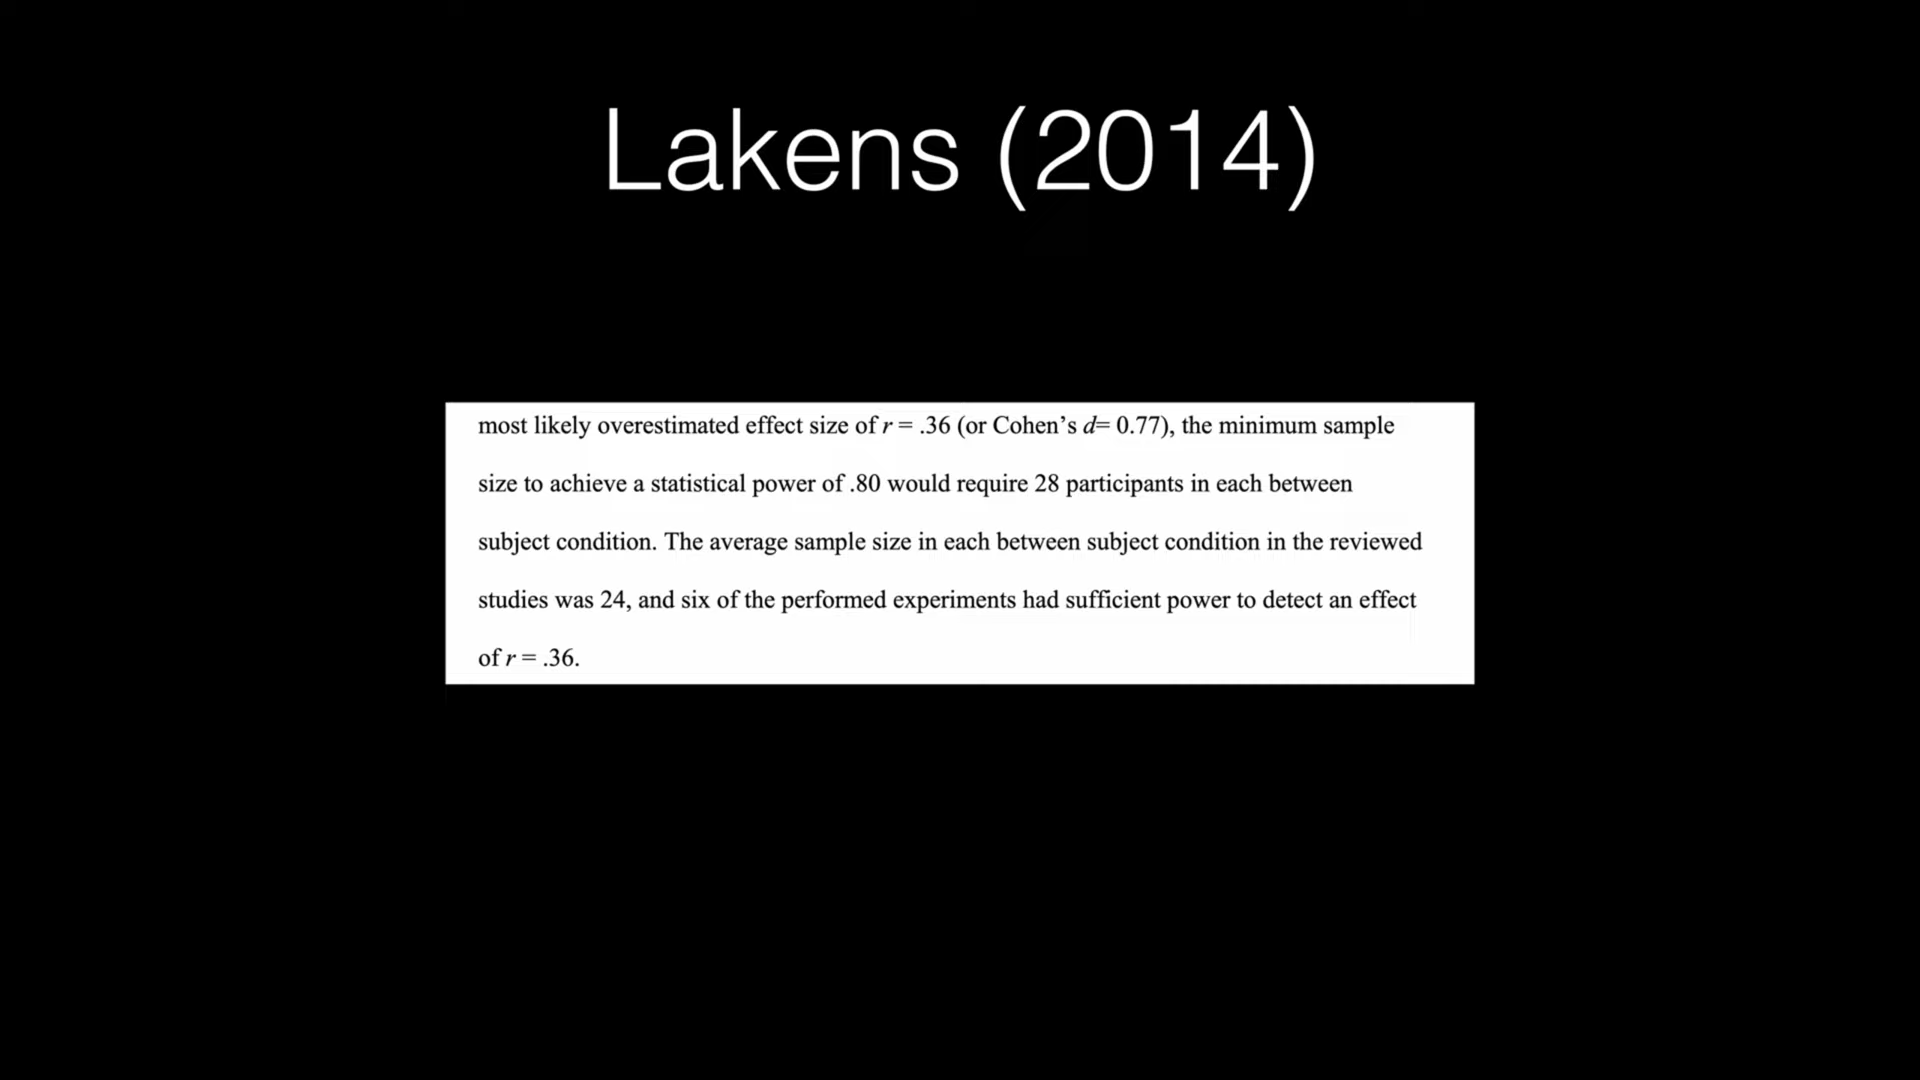 Lakens (2014)
most likely overestimated effect size of r = .36 (or Cohen’s d= 0.77), the minimum sample
size to achieve a statistical power of .80 would require 28 participants in each between
subject condition. The average sample size in each between subject condition in the reviewed
studies was 24, and six of the performed experiments had sufficient power to detect an effect
of r = .36.